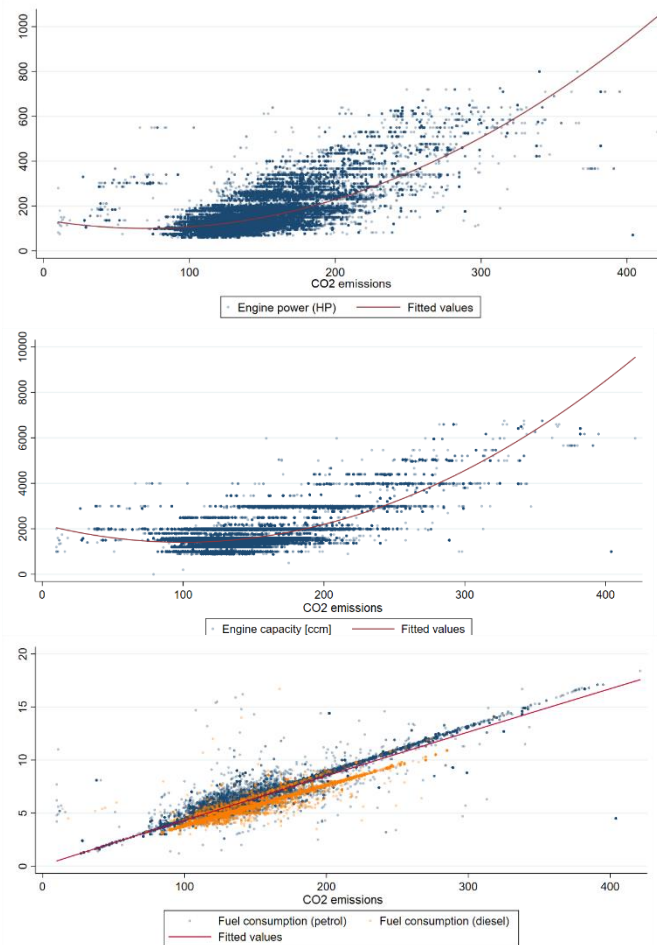 1000
800
600
400
200
0
0 100 200 300 400
CO2 emissions
Engine power (HP) Fitted values
10000
8000
6000
4000
2000
0
0 100 200 300 400
CO2 emissions
Engine capacity [ccm] Fitted values
20
15
10
5
0
0 100 200 300 400
CO2 emissions
Fuel consumption (petrol) Fuel consumption (diesel)
Fitted values